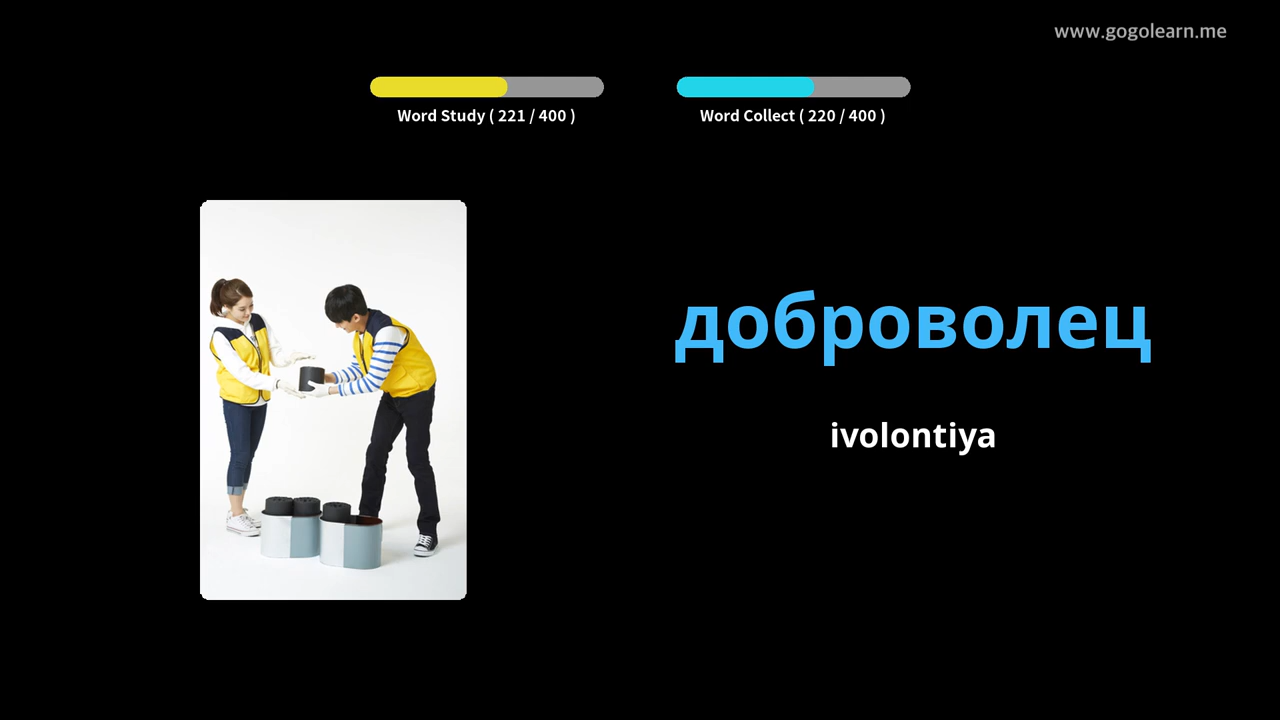 www.gogolearn.me
Word Study ( 221 / 400 )
Word Collect ( 220 / 400 )
доброволец
ivolontiya